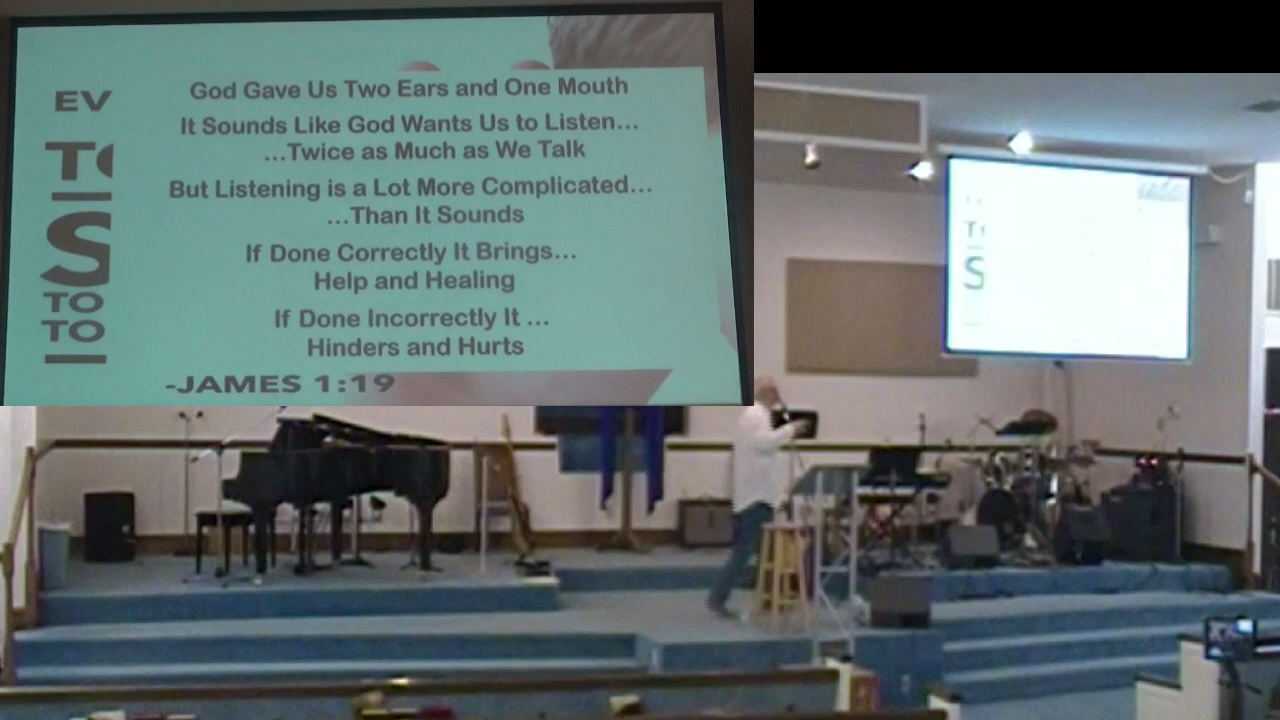 God Gave Us Two Ears and One Mouth
EV
It Sounds Like God Wants Us to Listen...
...Twice as Much as We Talk
TO
But Listening is a Lot More Complicated...
...Than It Sounds
S
If Done Correctly It Brings...
Help and Healing
TO
If Done Incorrectly It ...
TO
Hinders and Hurts
-JAMES 1:19
T
S